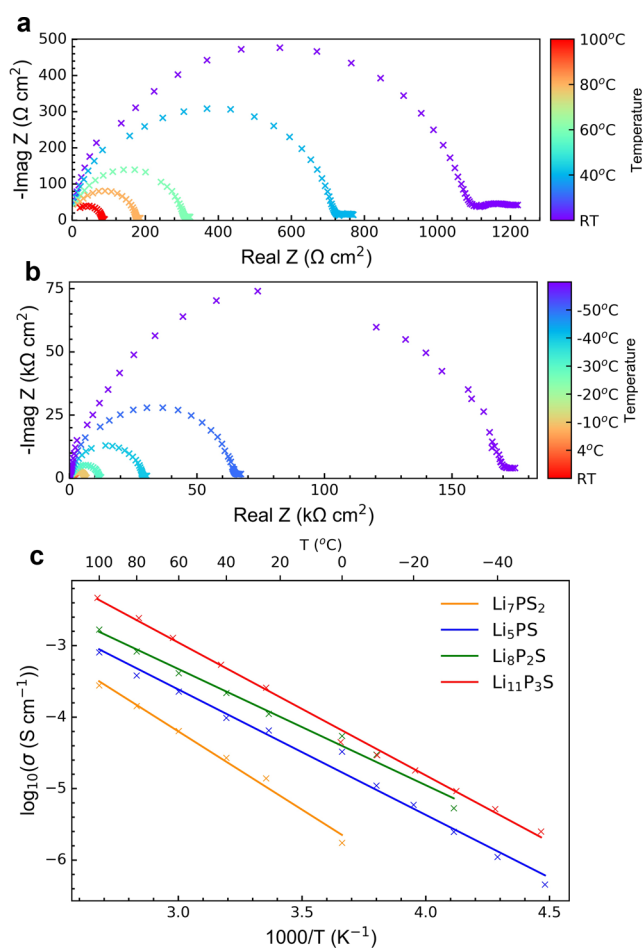 a
500
400
300
200
100
0
-Imag Z (Ω cm²)
0 200 400 600 800 1000 1200
Real Z (Ω cm²)
100°C
80°C
60°C
40°C
RT
Temperature
b
75
50
25
0
-Imag Z (kΩ cm²)
0 50 100 150
Real Z (kΩ cm²)
-50°C
-40°C
-30°C
-20°C
-10°C
4°C
RT
Temperature
c
T (°C)
100 80 60 40 20 0 −20 −40
Li₇PS₂
Li₅PS
Li₈P₂S
Li₁₁P₃S
−3
−4
−5
−6
log₁₀(σ (S cm⁻¹))
3.0 3.5 4.0 4.5
1000/T (K⁻¹)